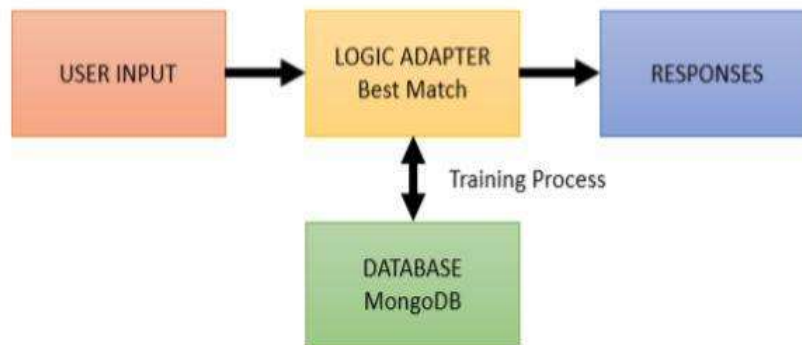 USER INPUT
LOGIC ADAPTER
Best Match
RESPONSES
Training Process
DATABASE
MongoDB